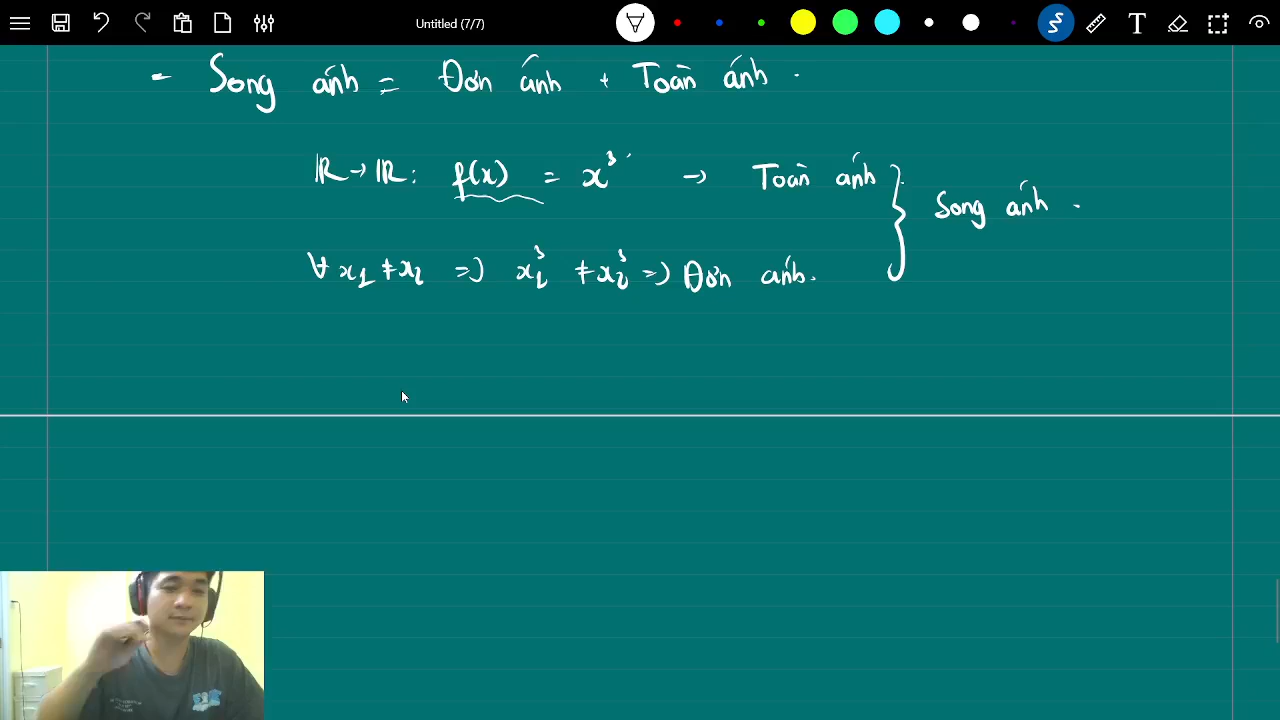 Untitled (7/7)
- Song ánh = Đơn ánh + Toàn ánh.
ℝ→ℝ: f(x) = x³ → Toàn ánh
Song ánh.
∀ x₁ ≠ x₂ => x₁³ ≠ x₂³ => Đơn ánh.